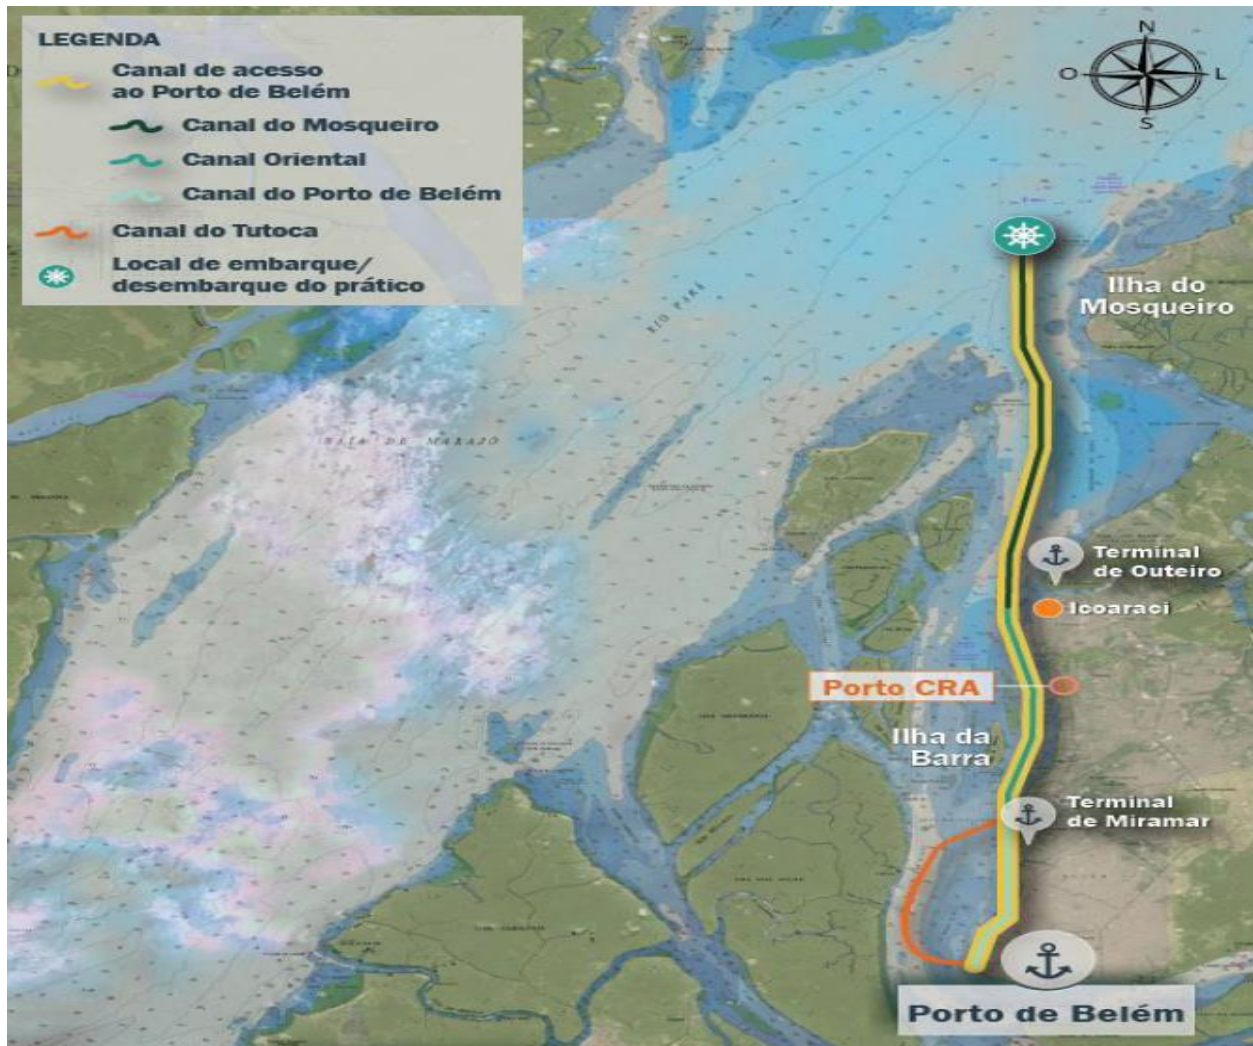 LEGENDA
Canal de acesso
ao Porto de Belém
Canal do Mosqueiro
Canal Oriental
Canal do Porto de Belém
Canal do Tutoca
Local de embarque/
desembarque do prático
N
O
L
S
Ilha do
Mosqueiro
RIO PARÁ
BAÍA DE MARAJÓ
Terminal
de Outeiro
Icoaraci
Porto CRA
Ilha da
Barra
Terminal
de Miramar
Porto de Belém